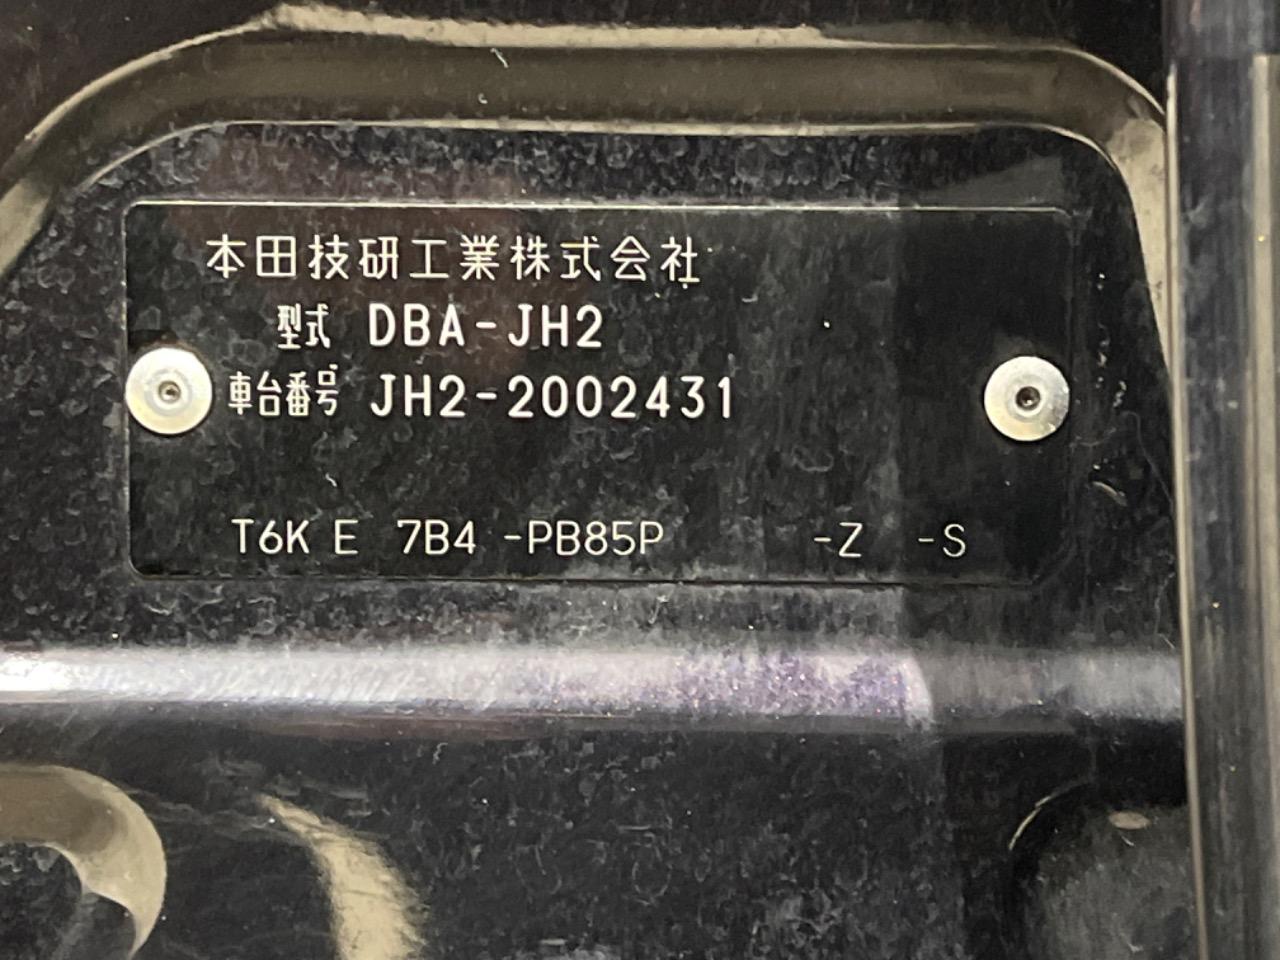 本田技研工業株式会社
型式 DBA-JH2
車台番号 JH2-2002431
T6K E 7B4 -PB85P -Z -S